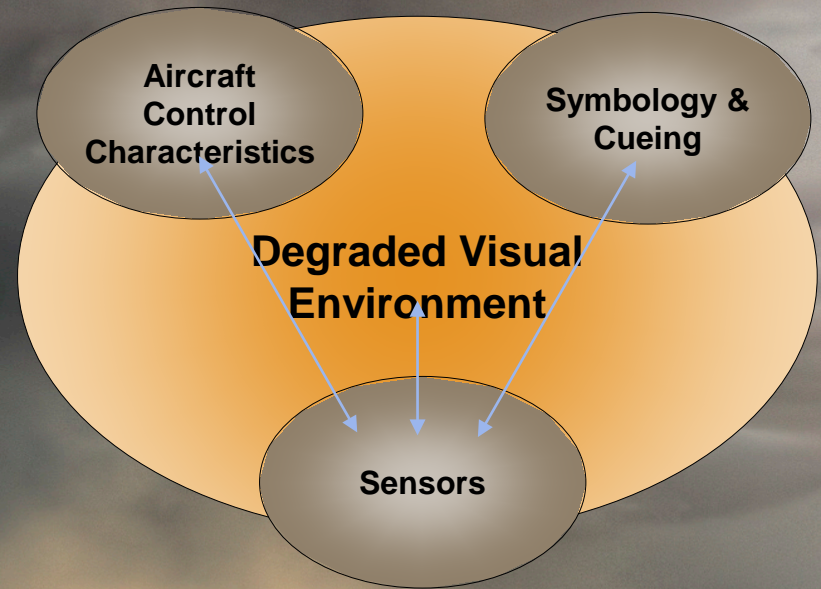 Aircraft
Control
Characteristics
Symbology &
Cueing
Degraded Visual
Environment
Sensors